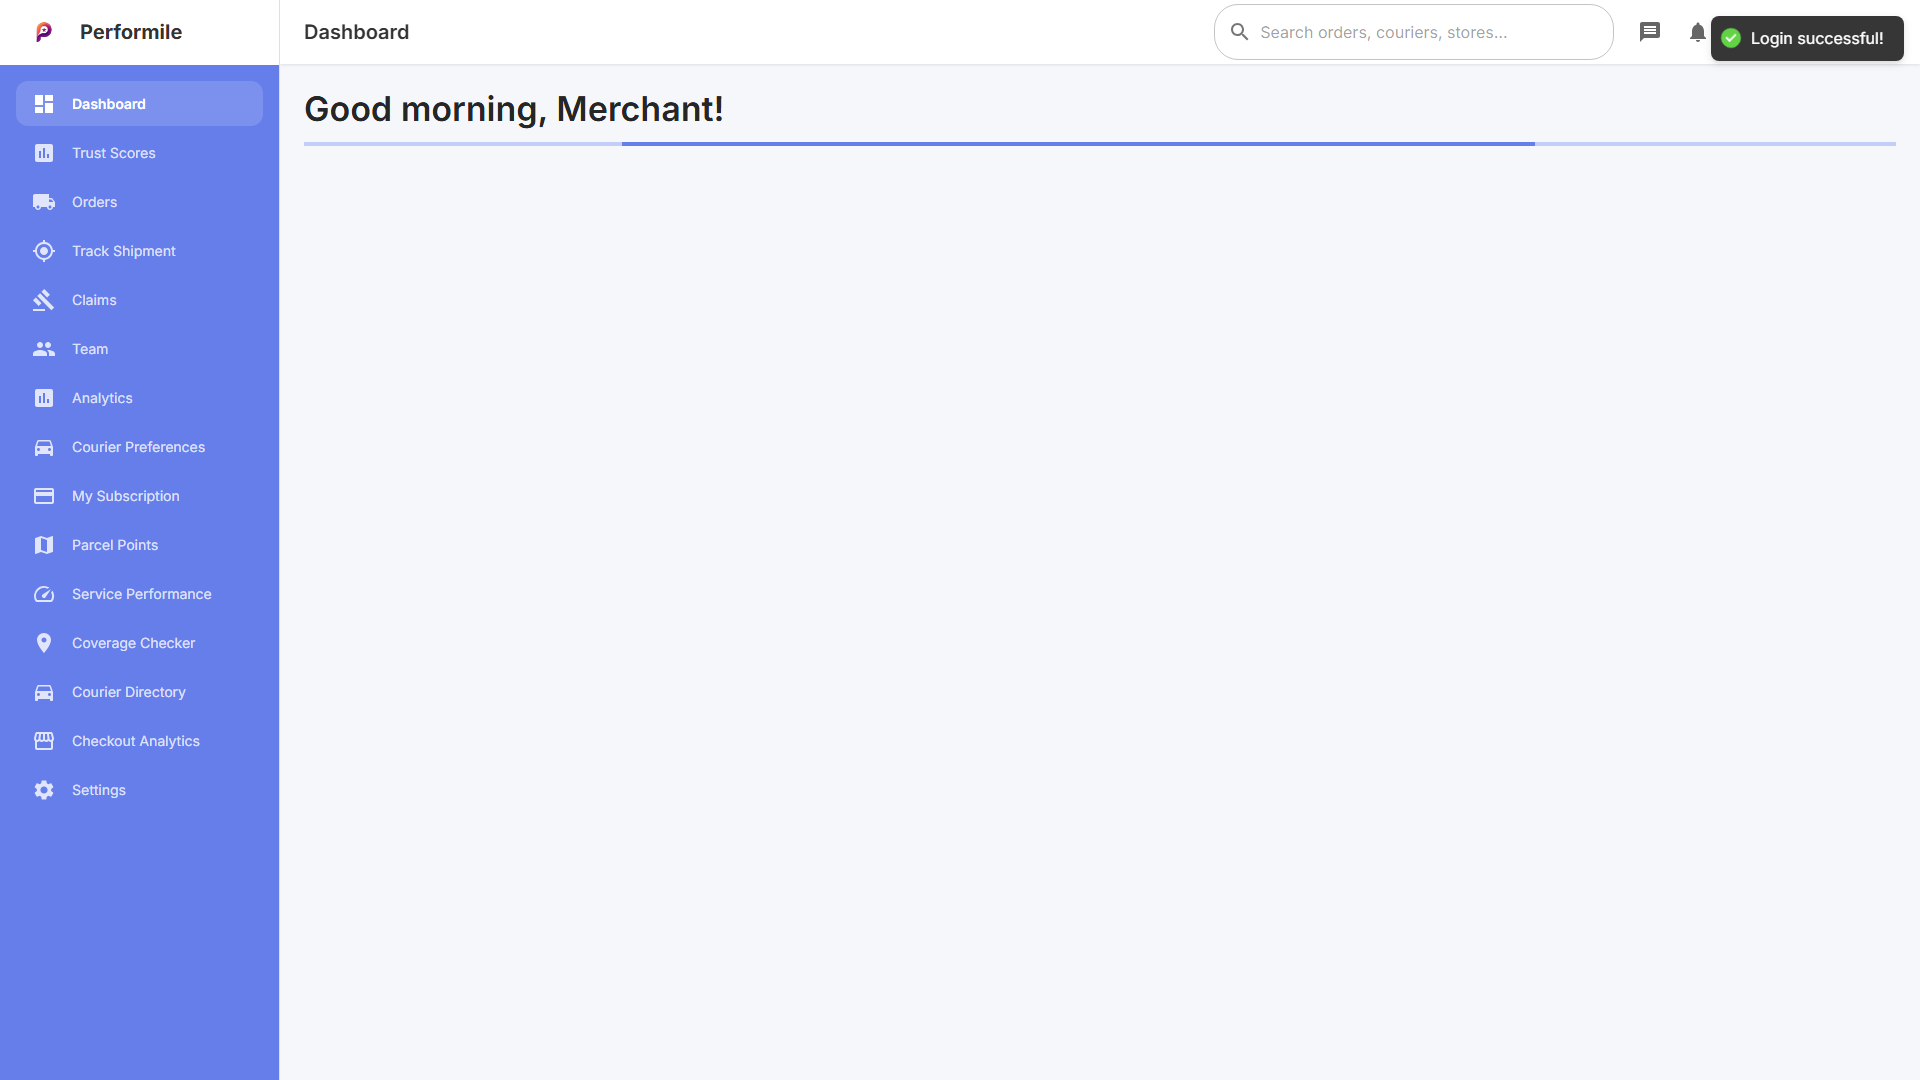 Performile
Dashboard
Search orders, couriers, stores...
Login successful!
Dashboard
Trust Scores
Orders
Track Shipment
Claims
Team
Analytics
Courier Preferences
My Subscription
Parcel Points
Service Performance
Coverage Checker
Courier Directory
Checkout Analytics
Settings
Good morning, Merchant!